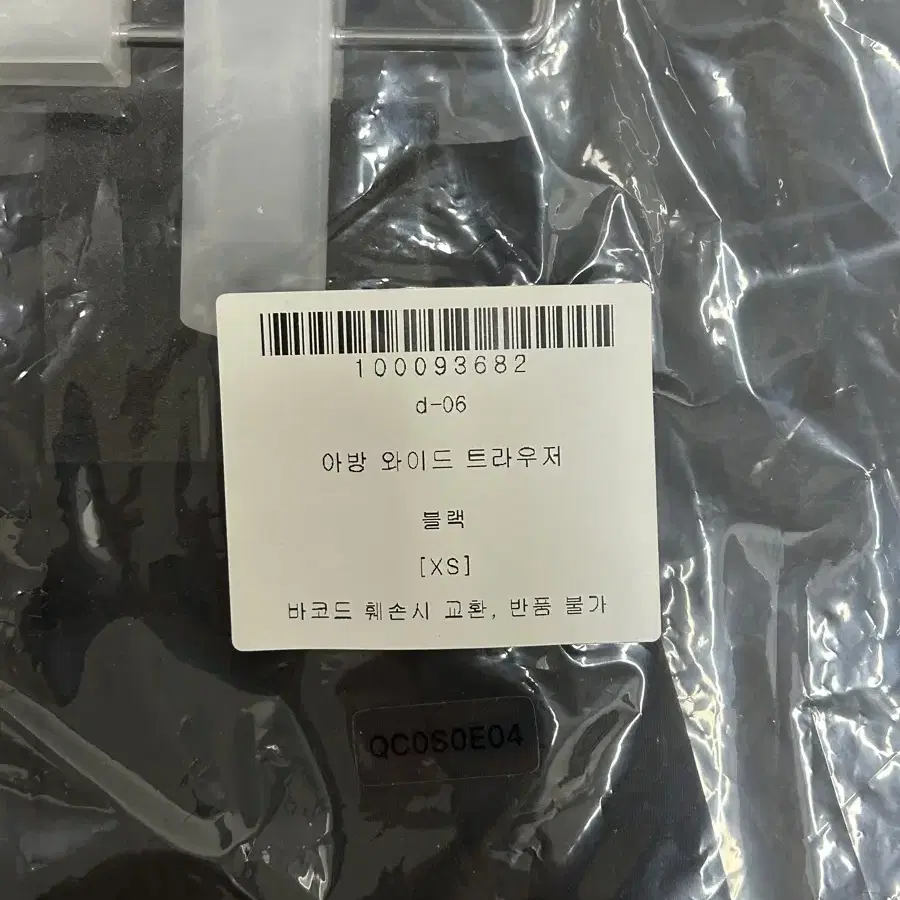 100093682
d-06
아방 와이드 트라우저
블랙
[XS]
바코드 훼손시 교환, 반품 불가
QC0S0E04